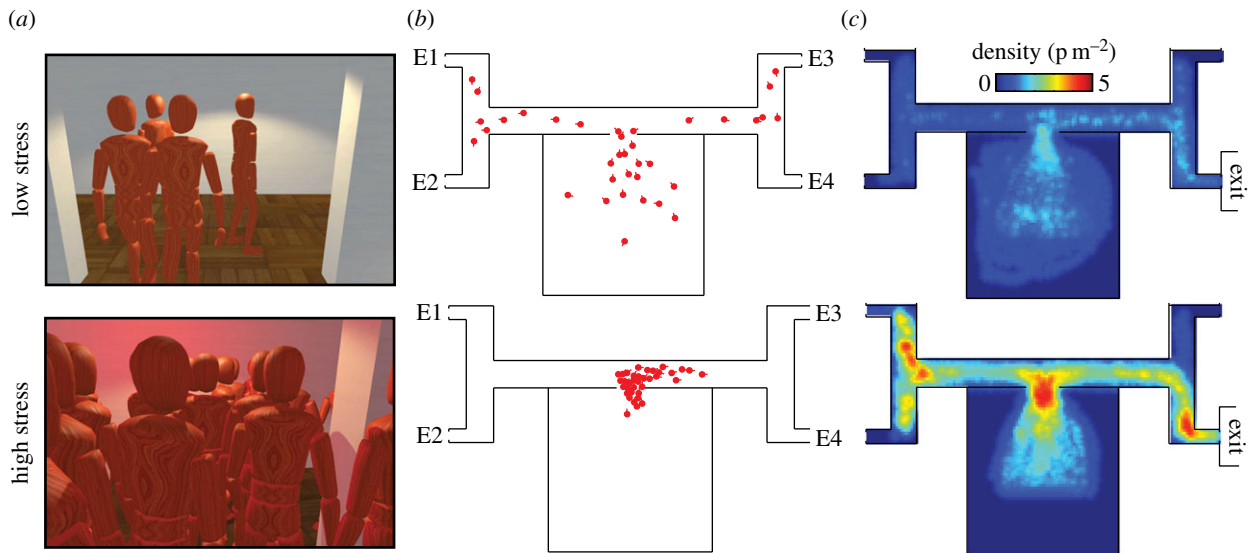 (a)
(b)
(c)
low stress
E1
E2
E3
E4
density (p m–2)
0
5
exit
high stress
E1
E2
E3
E4
exit